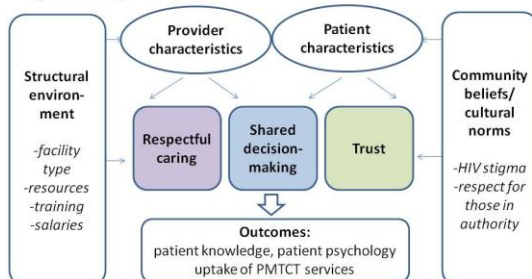 Provider
characteristics
Patient
characteristics
Structural
environ-
ment
-facility
type
-resources
-training
-salaries
Respectful
caring
Shared
decision-
making
Trust
Community
beliefs/
cultural
norms
-HIV stigma
-respect for
those in
authority
Outcomes:
patient knowledge, patient psychology
uptake of PMTCT services